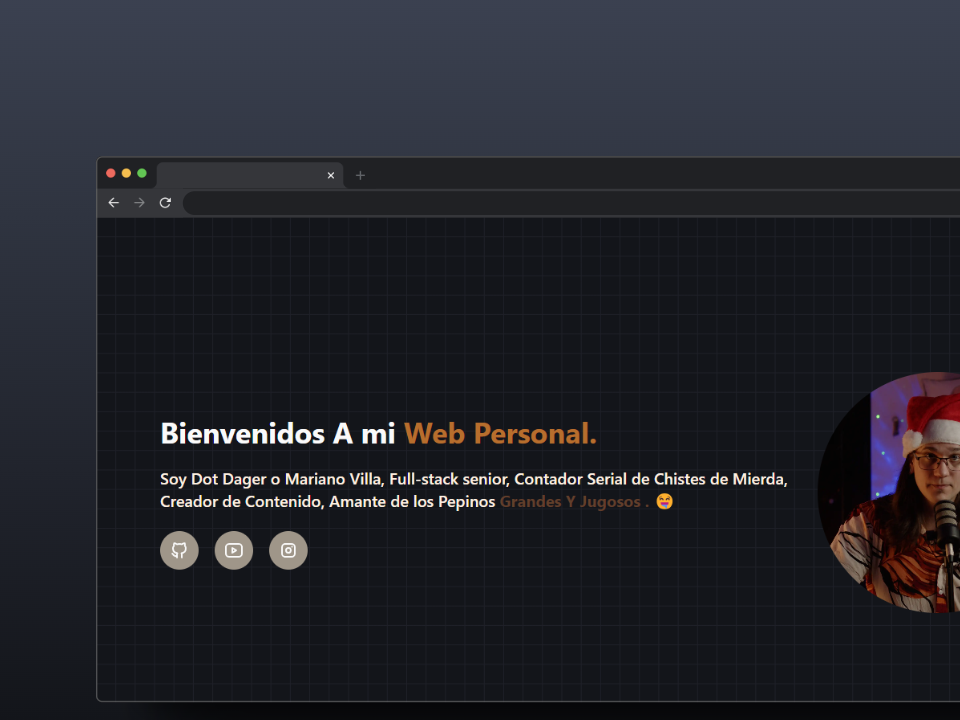 Bienvenidos A mi Web Personal.
Soy Dot Dager o Mariano Villa, Full-stack senior, Contador Serial de Chistes de Mierda,
Creador de Contenido, Amante de los Pepinos Grandes Y Jugosos . 😝